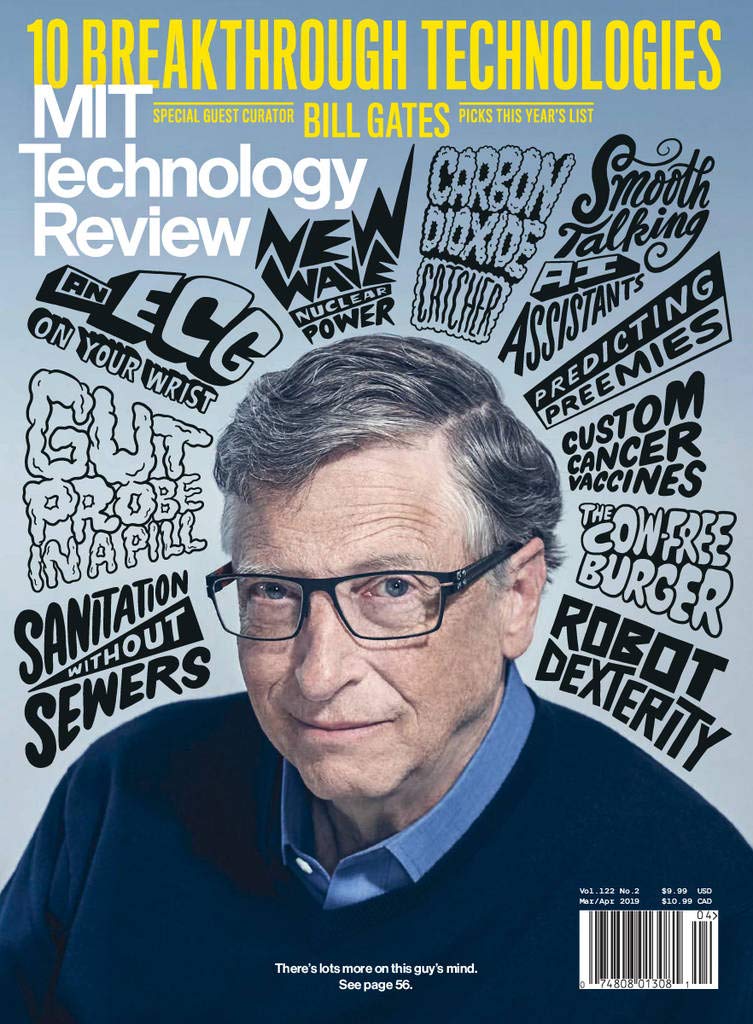 10 BREAKTHROUGH TECHNOLOGIES
MIT
Technology
Review
SPECIAL GUEST CURATOR BILL GATES PICKS THIS YEAR'S LIST
AN ECG
ON YOUR WRIST
NEW
WAVE
NUCLEAR
POWER
CARBON
DIOXIDE
CATCHER
Smooth
Talking
AI
ASSISTANTS
PREDICTING
PREEMIES
GUT
PROBE
IN A PILL
CUSTOM
CANCER
VACCINES
THE
COW-FREE
BURGER
SANITATION
WITHOUT
SEWERS
ROBOT
DEXTERITY
Vol.122 No.2 $9.99 USD
Mar/Apr 2019 $10.99 CAD
04>
0 74808 01308 1
There's lots more on this guy's mind.
See page 56.